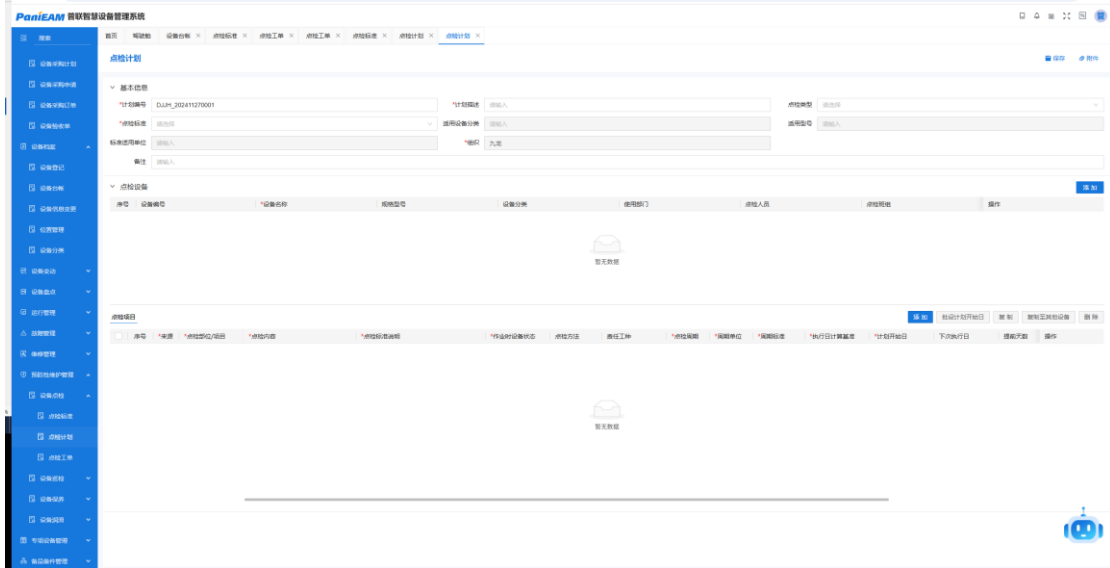 PaniEAM 普联智慧设备管理系统
搜索
首页 驾驶舱 设备台帐 × 点检标准 × 点检工单 × 点检工单 × 点检标准 × 点检计划 × 点检计划 ×
设备采购计划
设备采购申请
设备采购订单
设备验收单
设备档案
设备登记
设备台帐
设备信息变更
位置管理
设备分类
设备变动
设备盘点
运行管理
故障管理
维修管理
预防性维护管理
设备点检
点检标准
点检计划
点检工单
设备巡检
设备保养
设备润滑
专项设备管理
备品备件管理
点检计划 保存 附件
基本信息
*计划编号 DJJH_202411270001 *计划描述 请输入 点检类型 请选择
*点检标准 请选择 适用设备分类 请输入 适用型号 请输入
标准适用单位 请输入 *组织 九龙
备注 请输入
点检设备 添加
序号 设备编号 *设备名称 规格型号 设备分类 使用部门 点检人员 点检班组 操作
暂无数据
点检项目 添加 批设计划开始日 复制 复制至其他设备 删除
序号 *来源 *点检部位/项目 *点检内容 *点检标准说明 *作业时设备状态 点检方法 责任工种 *点检周期 *周期单位 *周期标准 *执行日计算基准 *计划开始日 下次执行日 提前天数 操作
暂无数据